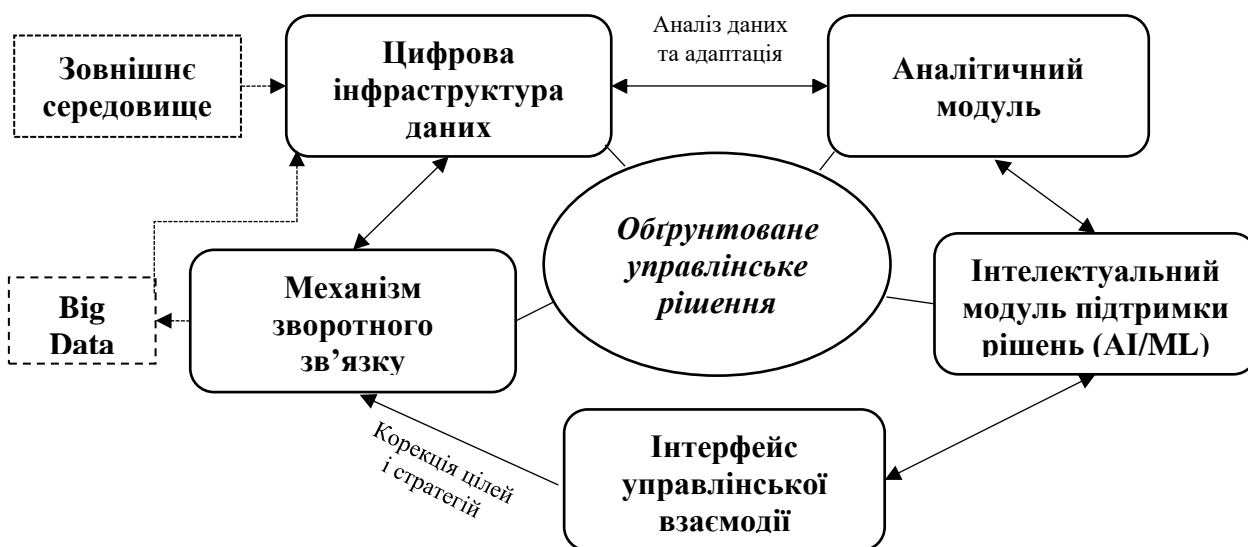 Зовнішнє
середовище
Цифрова
інфраструктура
даних
Аналіз даних
та адаптація
Аналітичний
модуль
Обґрунтоване
управлінське
рішення
Big
Data
Механізм
зворотного
зв’язку
Інтелектуальний
модуль підтримки
рішень (AI/ML)
Корекція цілей
і стратегій
Інтерфейс
управлінської
взаємодії